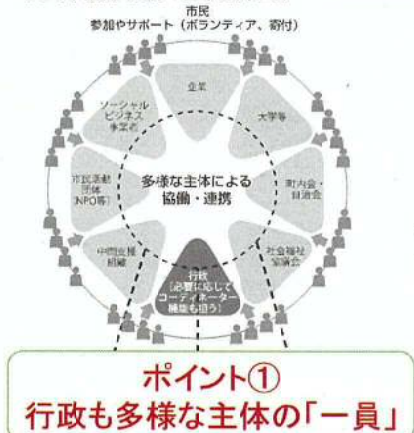 市民
参加やサポート（ボランティア、寄付）
企業
ソーシャル
ビジネス
事業者
大学等
市民活動
団体
(NPO等)
多様な主体による
協働・連携
町内会・
自治会
中間支援
組織
社会福祉
協議会
行政
(必要に応じて
コーディネーター
機能も担う)
ポイント①
行政も多様な主体の「一員」